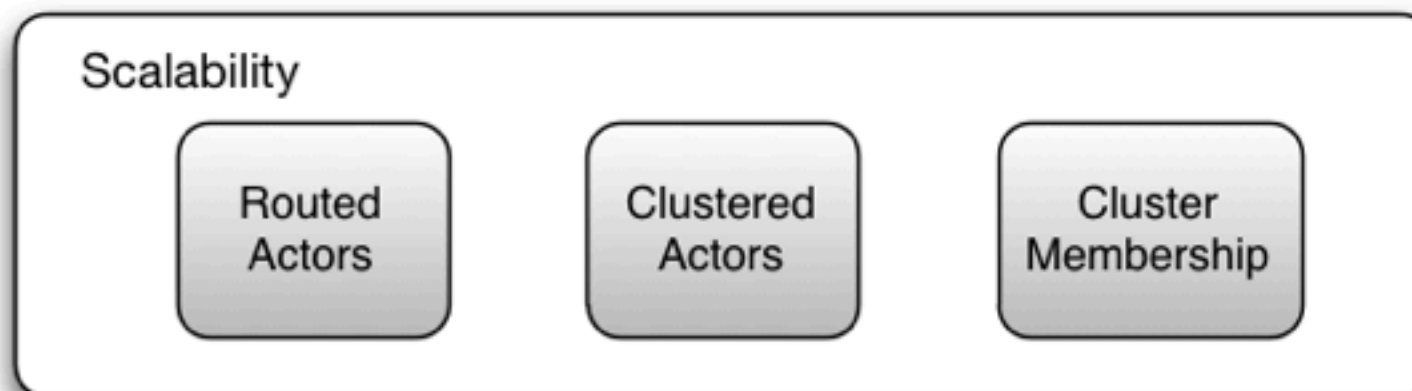 Scalability
Routed
Actors
Clustered
Actors
Cluster
Membership